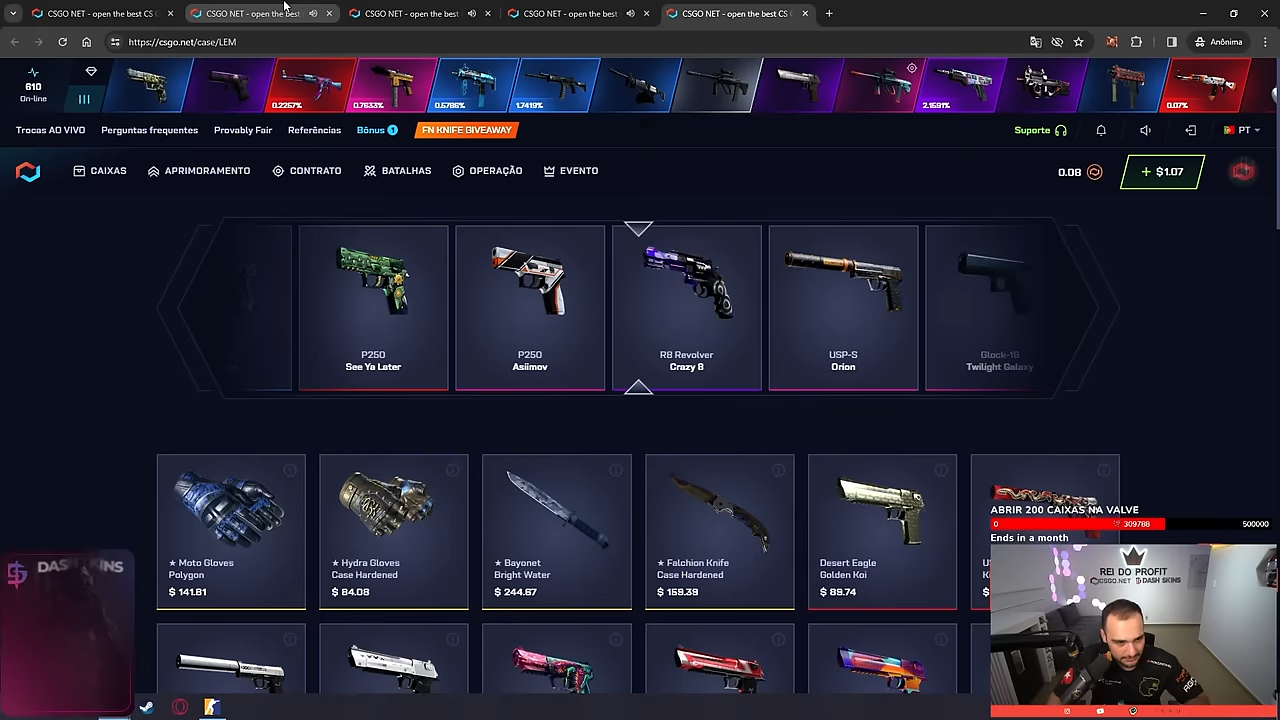 CSGO NET - open the best CS
CSGO NET - open the best
CSGO NET - open the best
CSGO NET - open the best
CSGO NET - open the best CS
https://csgo.net/case/LEM
Anônima
610
On-line
0.2257%
0.7633%
0.5796%
1.7419%
2.1591%
0.07%
Trocas AO VIVO
Perguntas frequentes
Provably Fair
Referências
Bônus 1
FN KNIFE GIVEAWAY
Suporte
PT
CAIXAS
APRIMORAMENTO
CONTRATO
BATALHAS
OPERAÇÃO
EVENTO
0.08
+ $1.07
P250
See Ya Later
P250
Asiimov
R8 Revolver
Crazy 8
USP-S
Orion
Glock-18
Twilight Galaxy
★ Moto Gloves
Polygon
$ 141.81
★ Hydra Gloves
Case Hardened
$ 84.08
★ Bayonet
Bright Water
$ 244.67
★ Falchion Knife
Case Hardened
$ 159.39
Desert Eagle
Golden Koi
$ 89.74
ABRIR 200 CAIXAS NA VALVE
0
309788
500000
Ends in a month
REI DO PROFIT
CSGO.NET
DASH SKINS
DASH SKINS